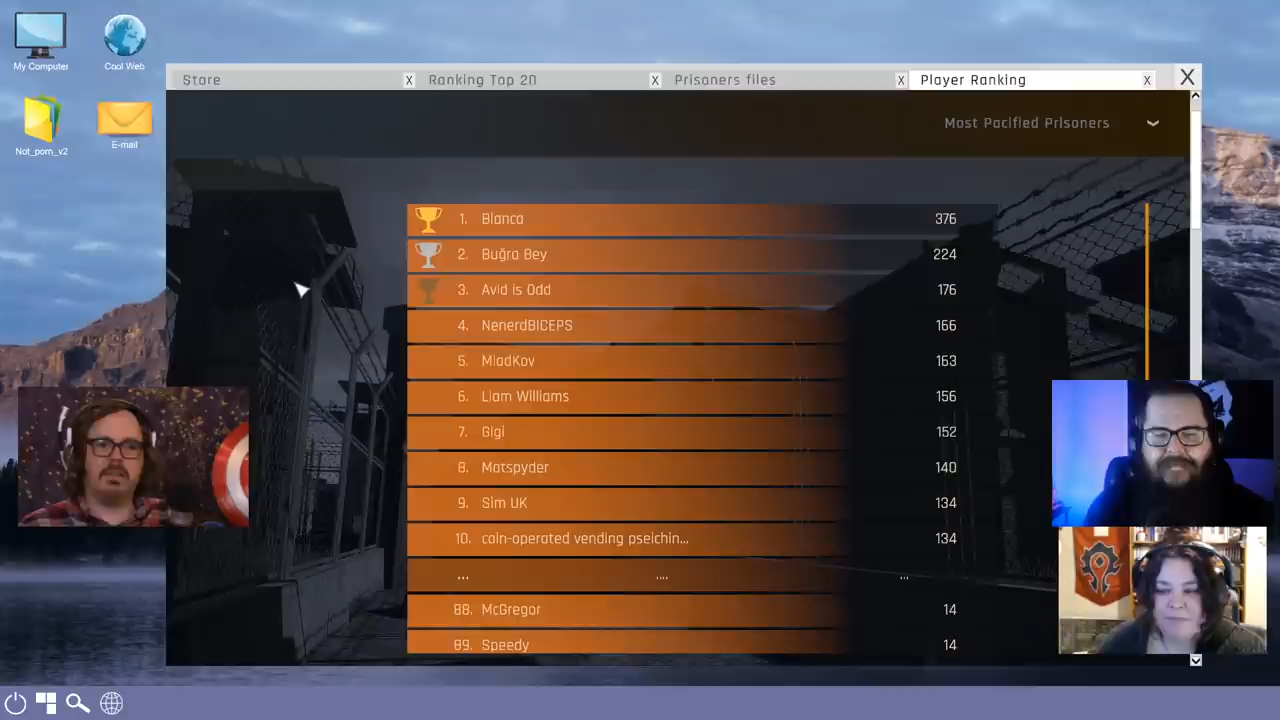 My Computer
Cool Web
Not_porn_v2
E-mail
Store X Ranking Top 20 X Prisoners files X Player Ranking X X
Most Pacified Prisoners
1. Blanca 376
2. Buğra Bey 224
3. Avid is Odd 176
4. NenerdBICEPS 166
5. MladKov 163
6. Liam Williams 156
7. Gigi 152
8. Matspyder 140
9. Sim UK 134
10. coin-operated vending pseichin... 134
... .... ...
88. McGregor 14
89. Speedy 14